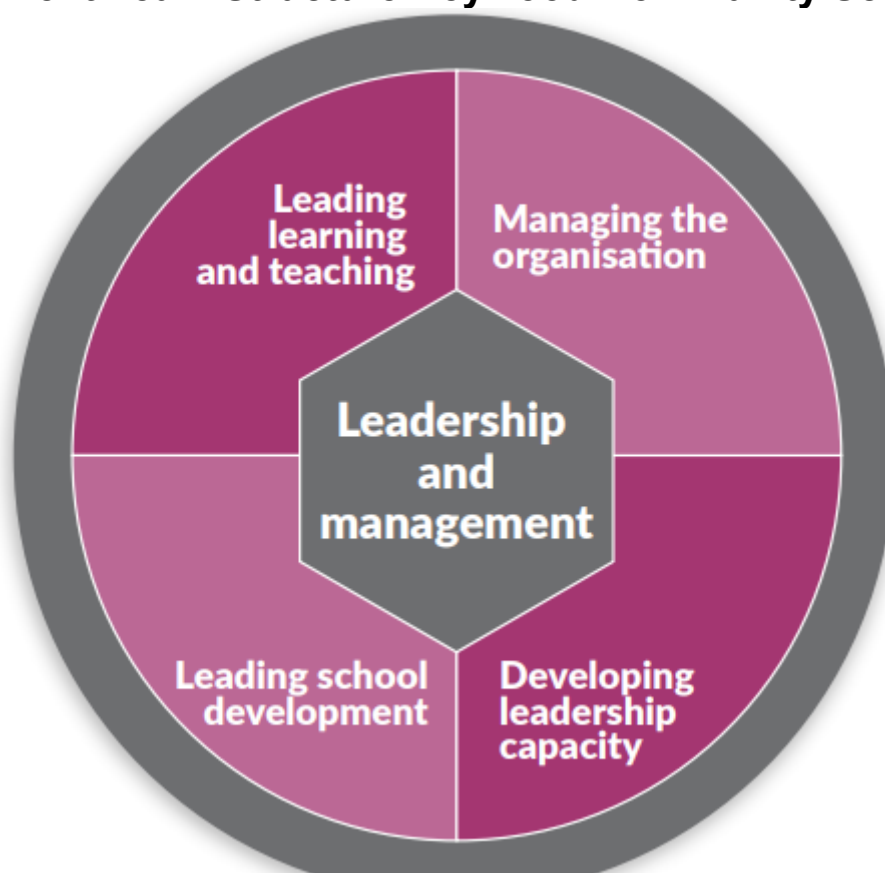 Leading
learning
and teaching
Managing the
organisation
Leadership
and
management
Leading school
development
Developing
leadership
capacity